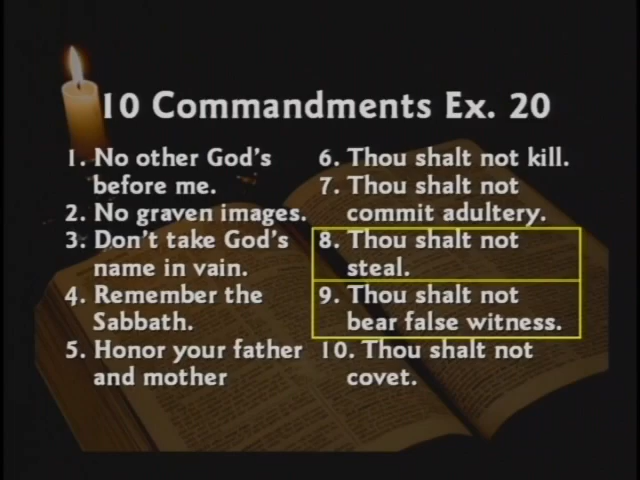 10 Commandments Ex. 20
1. No other God's
before me.
2. No graven images.
3. Don't take God's
name in vain.
4. Remember the
Sabbath.
5. Honor your father
and mother
6. Thou shalt not kill.
7. Thou shalt not
commit adultery.
8. Thou shalt not
steal.
9. Thou shalt not
bear false witness.
10. Thou shalt not
covet.